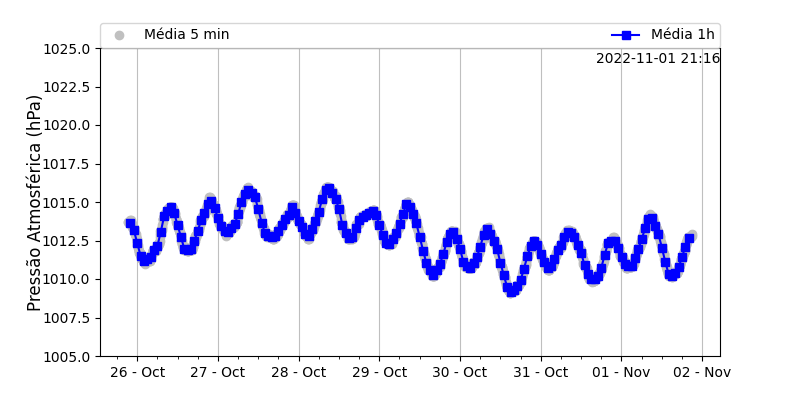 Média 5 min
Média 1h
2022-11-01 21:16
Pressão Atmosférica (hPa)
1025.0
1022.5
1020.0
1017.5
1015.0
1012.5
1010.0
1007.5
1005.0
26 - Oct
27 - Oct
28 - Oct
29 - Oct
30 - Oct
31 - Oct
01 - Nov
02 - Nov